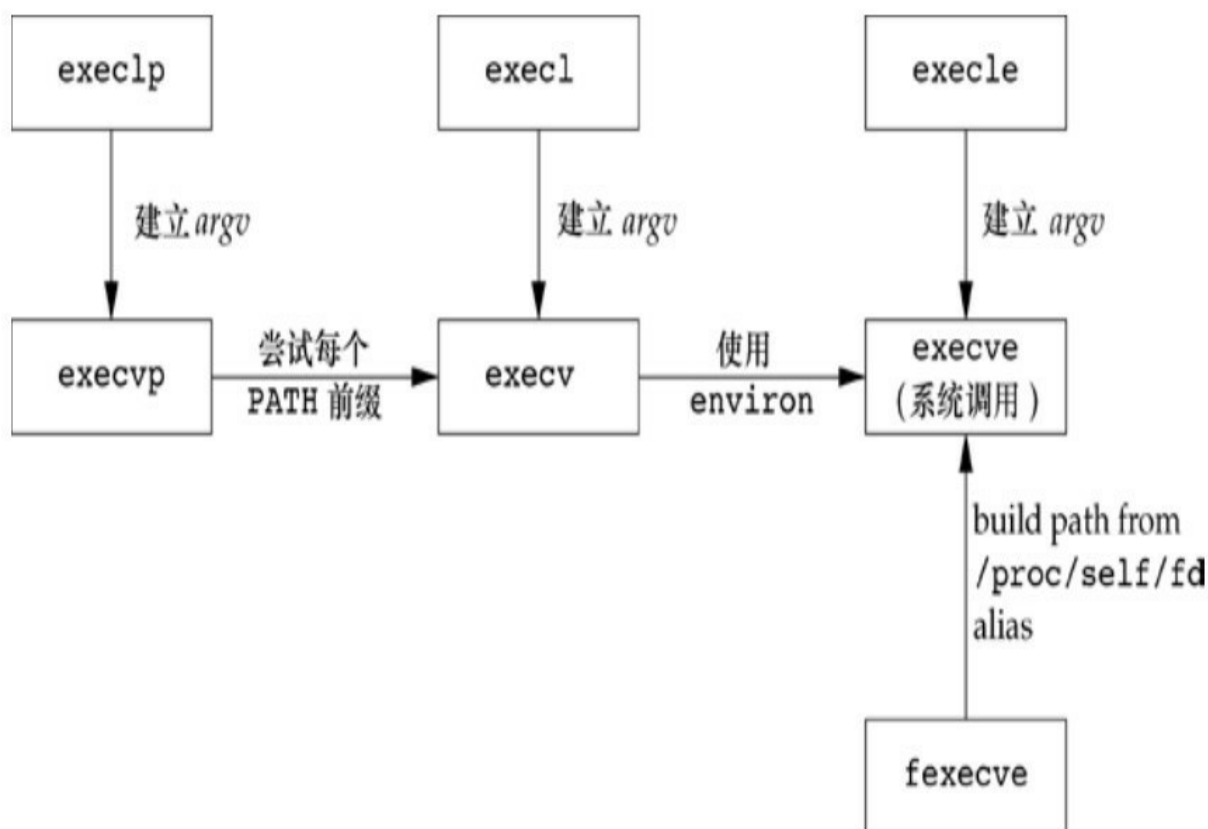 execlp
execl
execle
建立 argv
建立 argv
建立 argv
execvp
尝试每个
PATH 前缀
execv
使用
environ
execve
(系统调用)
build path from
/proc/self/fd
alias
fexecve